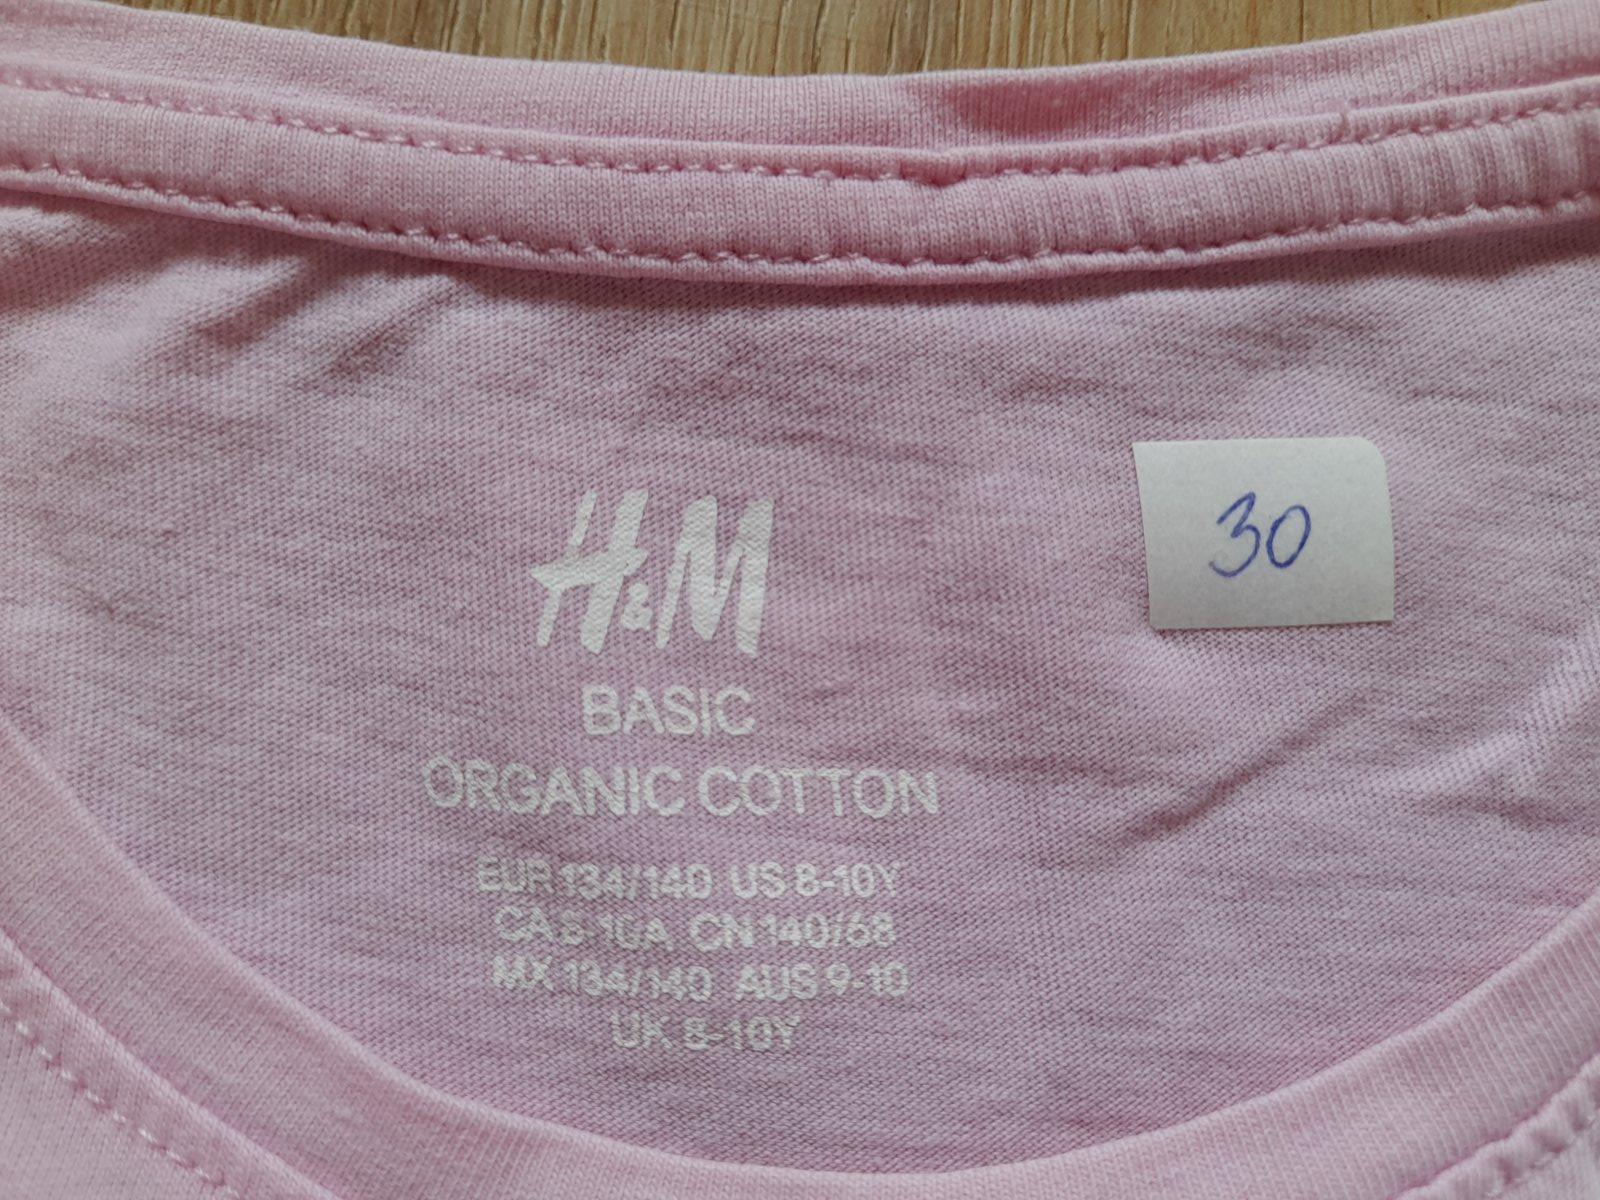 H&M
30
BASIC
ORGANIC COTTON
EUR 134/140 US 8-10Y
CA S 10A CN 140/68
MX 134/140 AUS 9-10
UK 8-10Y